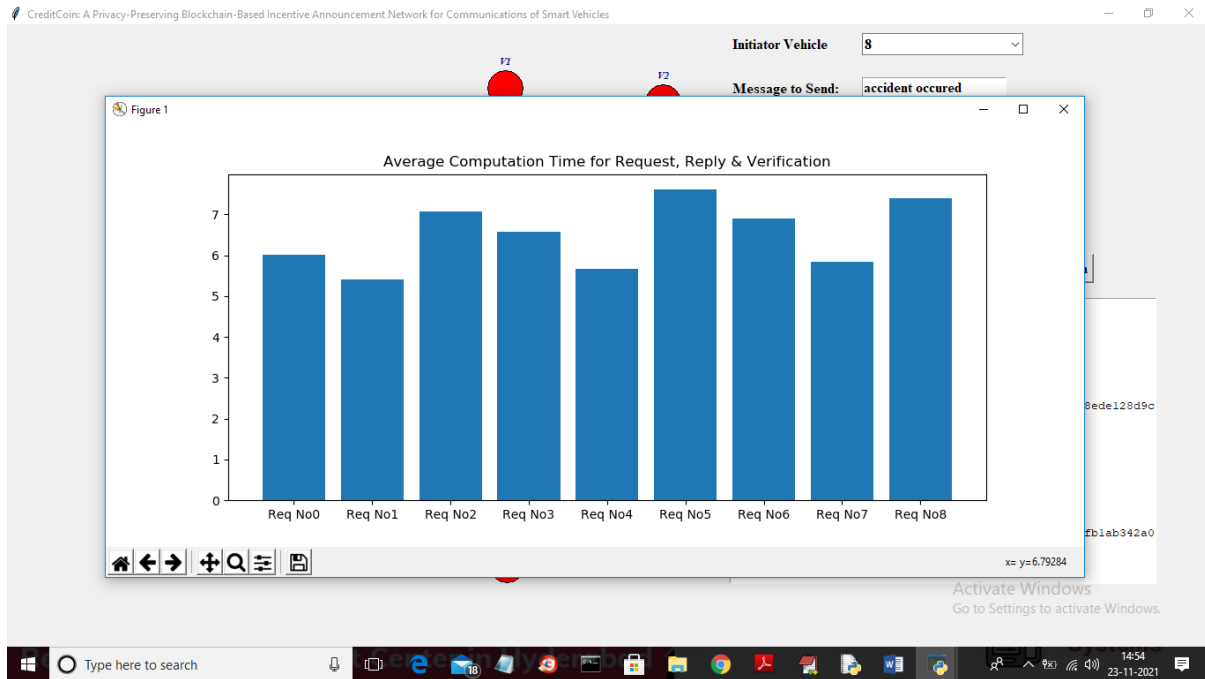 CreditCoin: A Privacy-Preserving Blockchain-Based Incentive Announcement Network for Communications of Smart Vehicles
Initiator Vehicle 8
V1
V2
Message to Send: accident occured
Figure 1
Average Computation Time for Request, Reply & Verification
7
6
5
4
3
2
1
0
Req No0 Req No1 Req No2 Req No3 Req No4 Req No5 Req No6 Req No7 Req No8
8ede128d9c
fb1ab342a0
x= y=6.79284
Activate Windows
Go to Settings to activate Windows.
Type here to search
18
14:54
23-11-2021